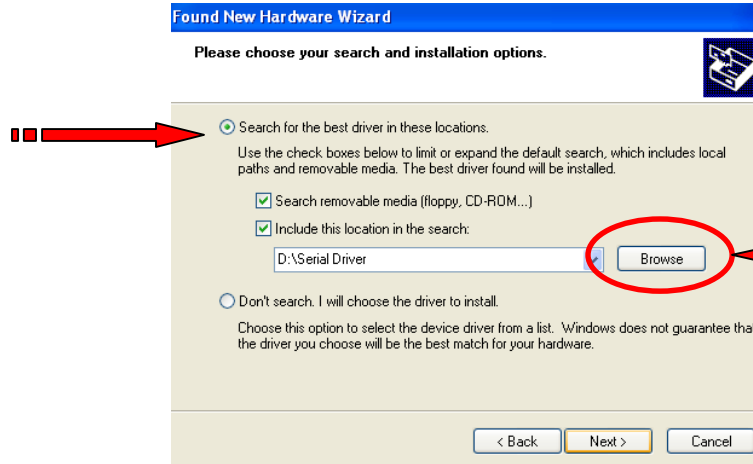 Found New Hardware Wizard
Please choose your search and installation options.
Search for the best driver in these locations.
Use the check boxes below to limit or expand the default search, which includes local
paths and removable media. The best driver found will be installed.
Search removable media (floppy, CD-ROM...)
Include this location in the search:
D:\Serial Driver
Browse
Don't search. I will choose the driver to install.
Choose this option to select the device driver from a list. Windows does not guarantee that
the driver you choose will be the best match for your hardware.
< Back
Next >
Cancel